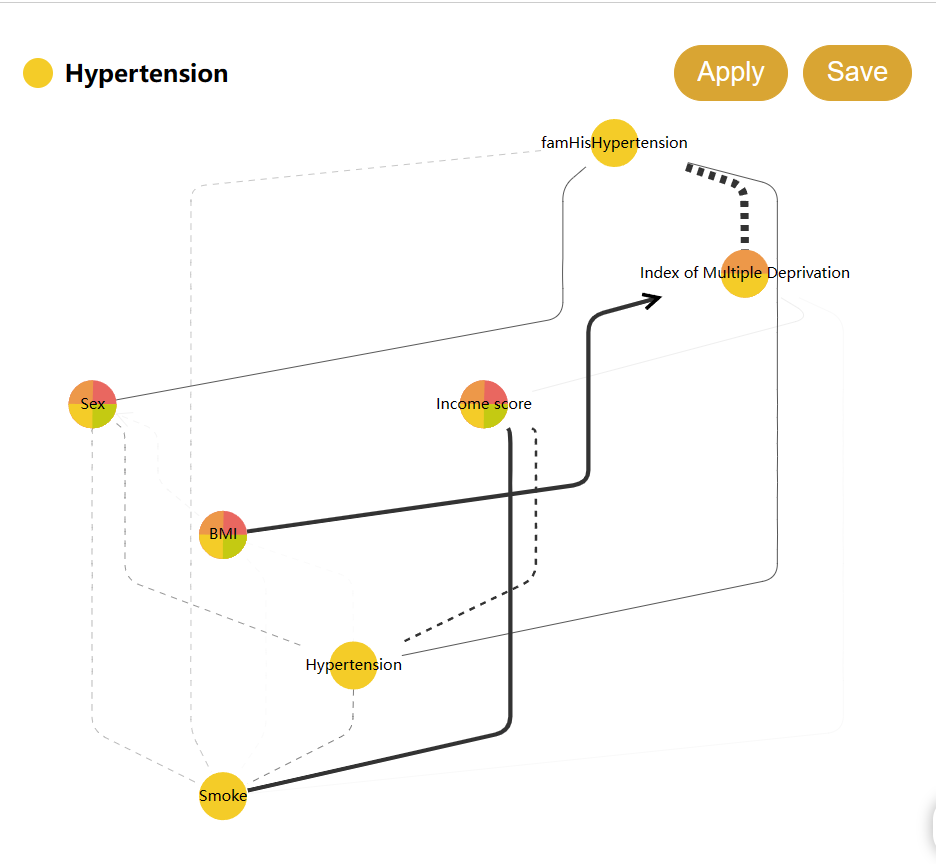 Hypertension
Apply
Save
famHisHypertension
Index of Multiple Deprivation
Sex
Income score
BMI
Hypertension
Smoke